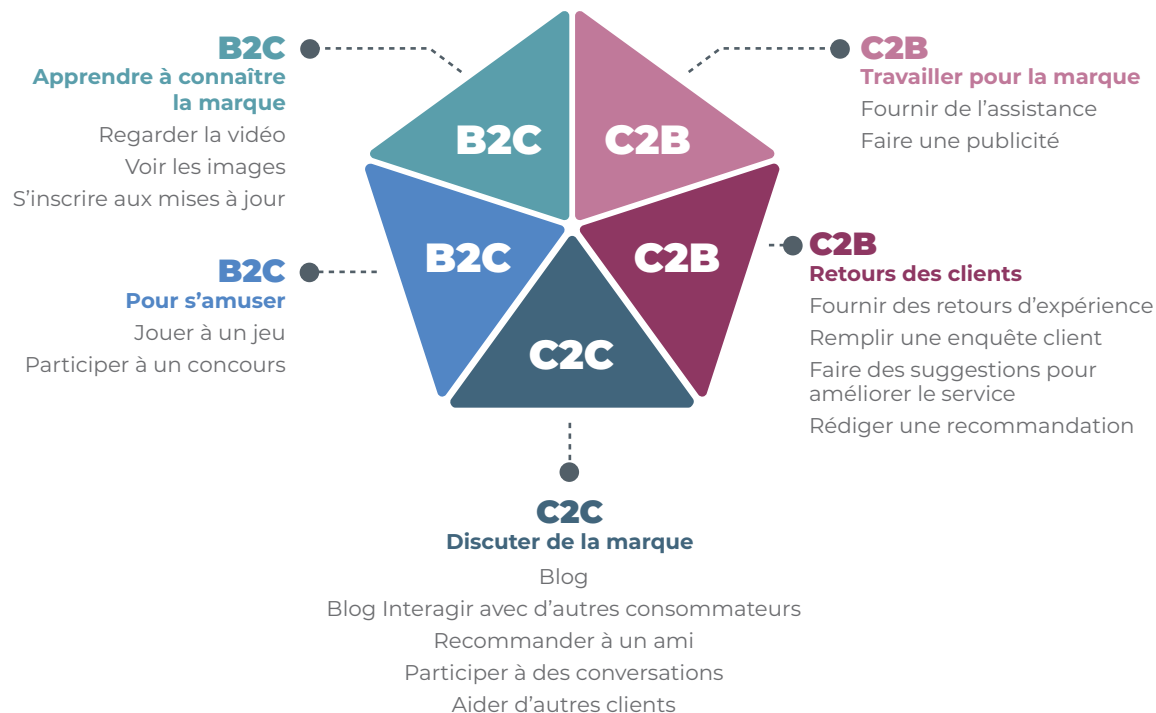 B2C
Apprendre à connaître
la marque
Regarder la vidéo
Voir les images
S’inscrire aux mises à jour
B2C
Pour s’amuser
Jouer à un jeu
Participer à un concours
B2C
C2B
B2C
C2B
C2C
C2B
Travailler pour la marque
Fournir de l’assistance
Faire une publicité
C2B
Retours des clients
Fournir des retours d’expérience
Remplir une enquête client
Faire des suggestions pour
améliorer le service
Rédiger une recommandation
C2C
Discuter de la marque
Blog
Blog Interagir avec d’autres consommateurs
Recommander à un ami
Participer à des conversations
Aider d’autres clients